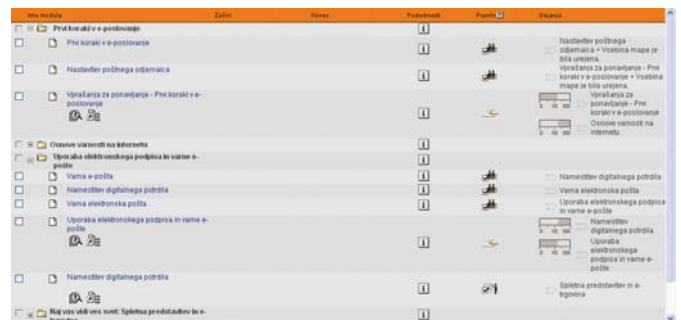 Ime modula Začni Konec Podrobnosti Pravilo Dejanja
Prvi koraki v e-poslovanje
Prvi koraki v e-poslovanje
Nastavitev poštnega
odjemalca + Vsebina mape je
bila urejena.
Nastavitev poštnega odjemalca
Vprašanja za ponavljanje - Prvi
koraki v e-poslovanje + Vsebina
mape je bila urejena.
Vprašanja za ponavljanje - Prvi koraki v e-
poslovanje
Vprašanja za
ponavljanje - Prvi
koraki v e-poslovanje
Osnove varnosti na
internetu
Osnove varnosti na internetu
Uporaba elektronskega podpisa in varne e-
pošte
Varna e-pošta
Namestitev digitalnega potrdila
Namestitev digitalnega potrdila
Varna elektronska pošta
Varna elektronska pošta
Uporaba elektronskega podpisa
in varne e-pošte
Uporaba elektronskega podpisa in varne e-
pošte
Namestitev
digitalnega potrdila
Uporaba
elektronskega
podpisa in varne e-
pošte
Namestitev digitalnega potrdila
Spletna predstavitev in e-
trgovina
Naj vas vidi ves svet: Spletna predstavitev in e-
trgovina